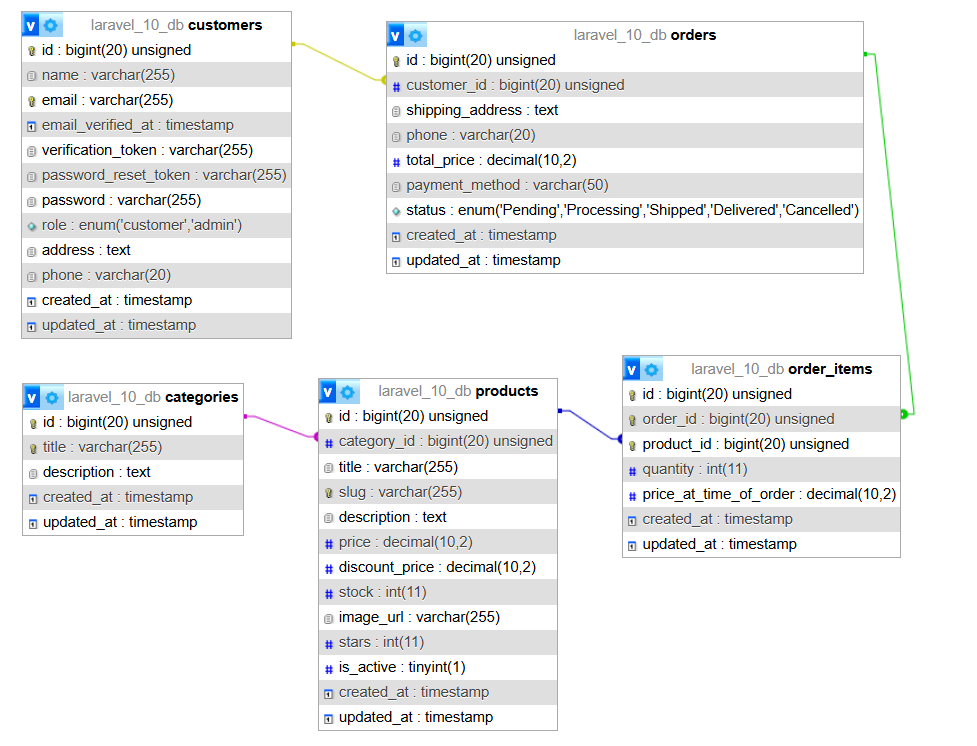 v laravel_10_db customers
id : bigint(20) unsigned
name : varchar(255)
email : varchar(255)
email_verified_at : timestamp
verification_token : varchar(255)
password_reset_token : varchar(255)
password : varchar(255)
role : enum('customer','admin')
address : text
phone : varchar(20)
created_at : timestamp
updated_at : timestamp
v laravel_10_db orders
id : bigint(20) unsigned
# customer_id : bigint(20) unsigned
shipping_address : text
phone : varchar(20)
# total_price : decimal(10,2)
payment_method : varchar(50)
status : enum('Pending','Processing','Shipped','Delivered','Cancelled')
created_at : timestamp
updated_at : timestamp
v laravel_10_db categories
id : bigint(20) unsigned
title : varchar(255)
description : text
created_at : timestamp
updated_at : timestamp
v laravel_10_db products
id : bigint(20) unsigned
# category_id : bigint(20) unsigned
title : varchar(255)
slug : varchar(255)
description : text
# price : decimal(10,2)
# discount_price : decimal(10,2)
# stock : int(11)
image_url : varchar(255)
# stars : int(11)
# is_active : tinyint(1)
created_at : timestamp
updated_at : timestamp
v laravel_10_db order_items
id : bigint(20) unsigned
order_id : bigint(20) unsigned
product_id : bigint(20) unsigned
# quantity : int(11)
# price_at_time_of_order : decimal(10,2)
created_at : timestamp
updated_at : timestamp